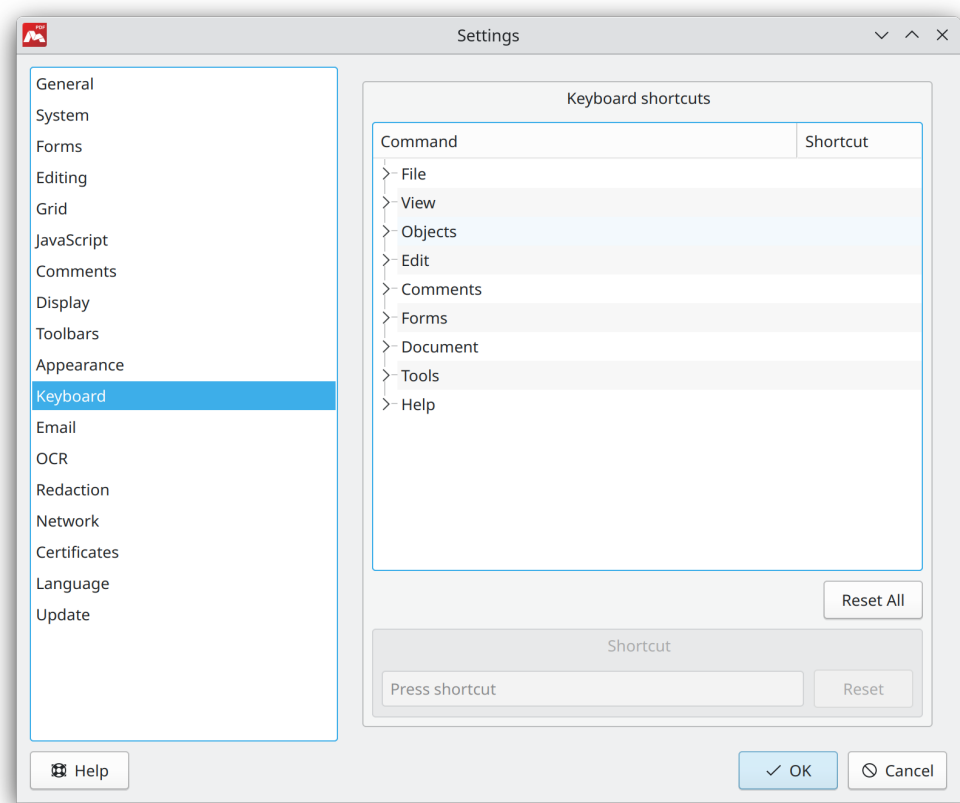 PDF
Settings
General
System
Forms
Editing
Grid
JavaScript
Comments
Display
Toolbars
Appearance
Keyboard
Email
OCR
Redaction
Network
Certificates
Language
Update
Keyboard shortcuts
Command Shortcut
File
View
Objects
Edit
Comments
Forms
Document
Tools
Help
Reset All
Shortcut
Press shortcut Reset
Help OK Cancel